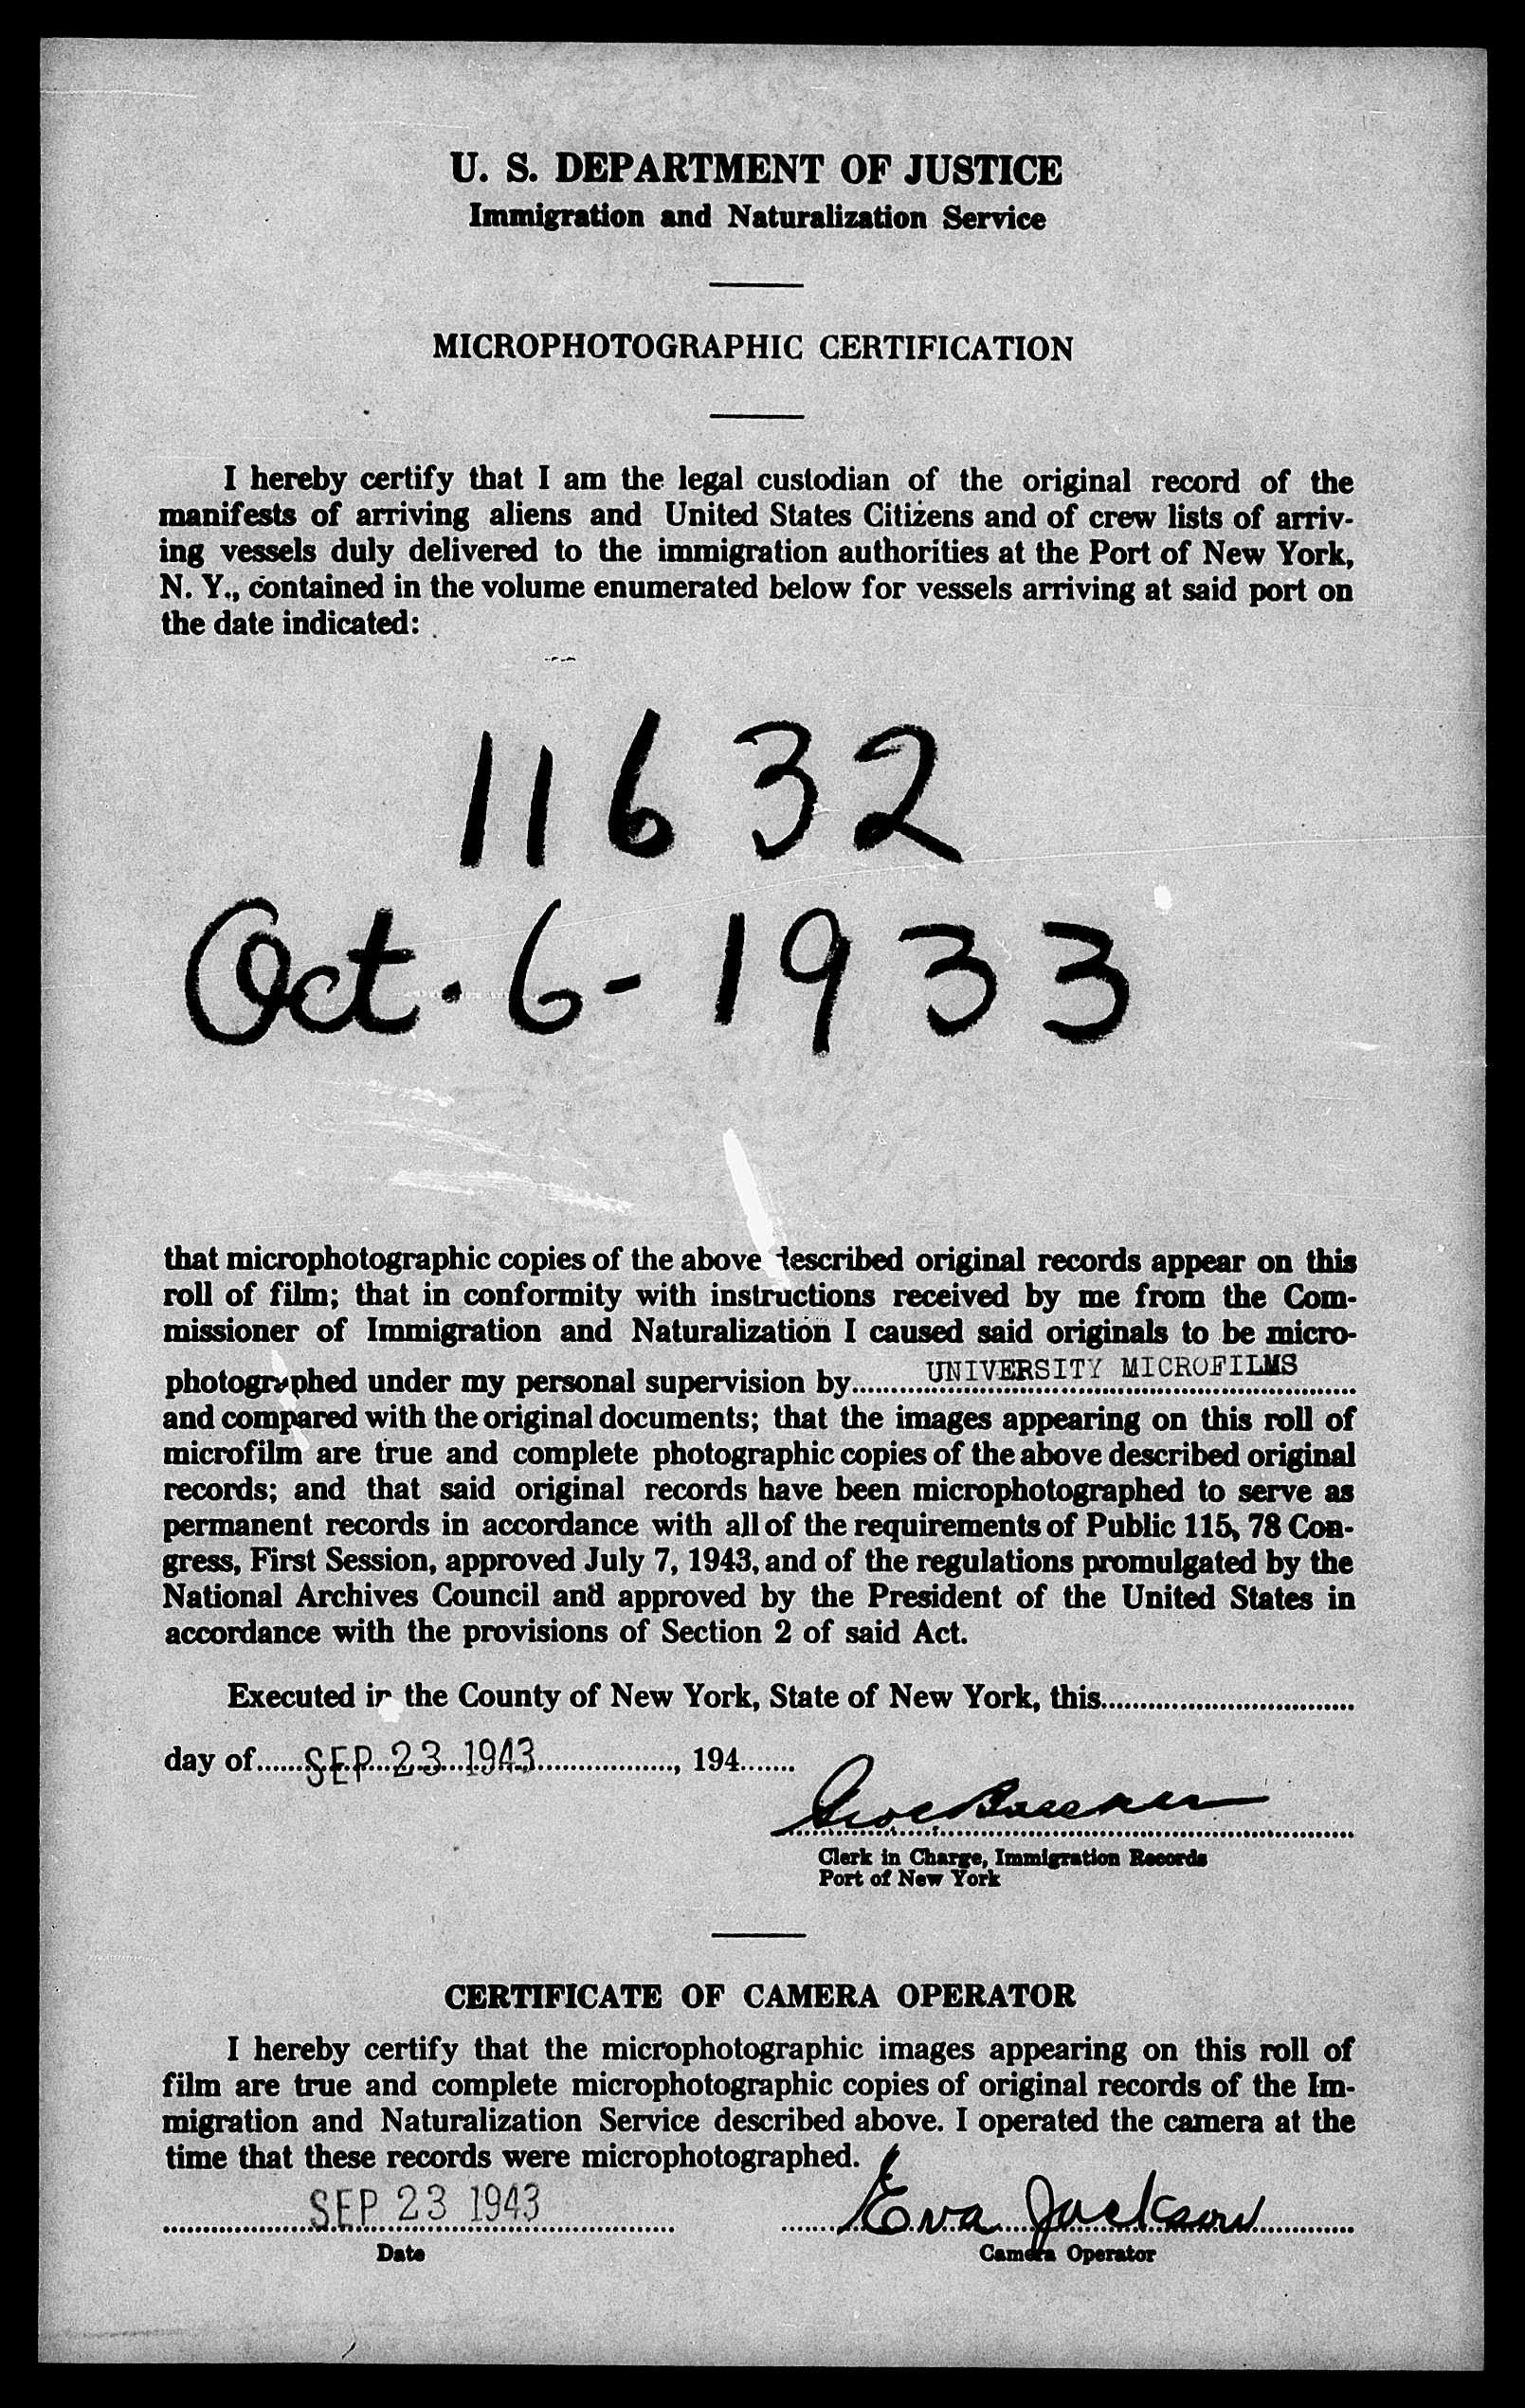 U. S. DEPARTMENT OF JUSTICE
Immigration and Naturalization Service
MICROPHOTOGRAPHIC CERTIFICATION
I hereby certify that I am the legal custodian of the original record of the
manifests of arriving aliens and United States Citizens and of crew lists of arriv-
ing vessels duly delivered to the immigration authorities at the Port of New York,
N. Y., contained in the volume enumerated below for vessels arriving at said port on
the date indicated:
11632
Oct. 6 - 1933
that microphotographic copies of the above described original records appear on this
roll of film; that in conformity with instructions received by me from the Com-
missioner of Immigration and Naturalization I caused said originals to be micro-
photographed under my personal supervision by UNIVERSITY MICROFILMS
and compared with the original documents; that the images appearing on this roll of
microfilm are true and complete photographic copies of the above described original
records; and that said original records have been microphotographed to serve as
permanent records in accordance with all of the requirements of Public 115, 78 Con-
gress, First Session, approved July 7, 1943, and of the regulations promulgated by the
National Archives Council and approved by the President of the United States in
accordance with the provisions of Section 2 of said Act.
Executed in the County of New York, State of New York, this
day of SEP 23 1943, 194
Clerk in Charge, Immigration Records
Port of New York
CERTIFICATE OF CAMERA OPERATOR
I hereby certify that the microphotographic images appearing on this roll of
film are true and complete microphotographic copies of original records of the Im-
migration and Naturalization Service described above. I operated the camera at the
time that these records were microphotographed.
SEP 23 1943 Eva Jackson
Date Camera Operator